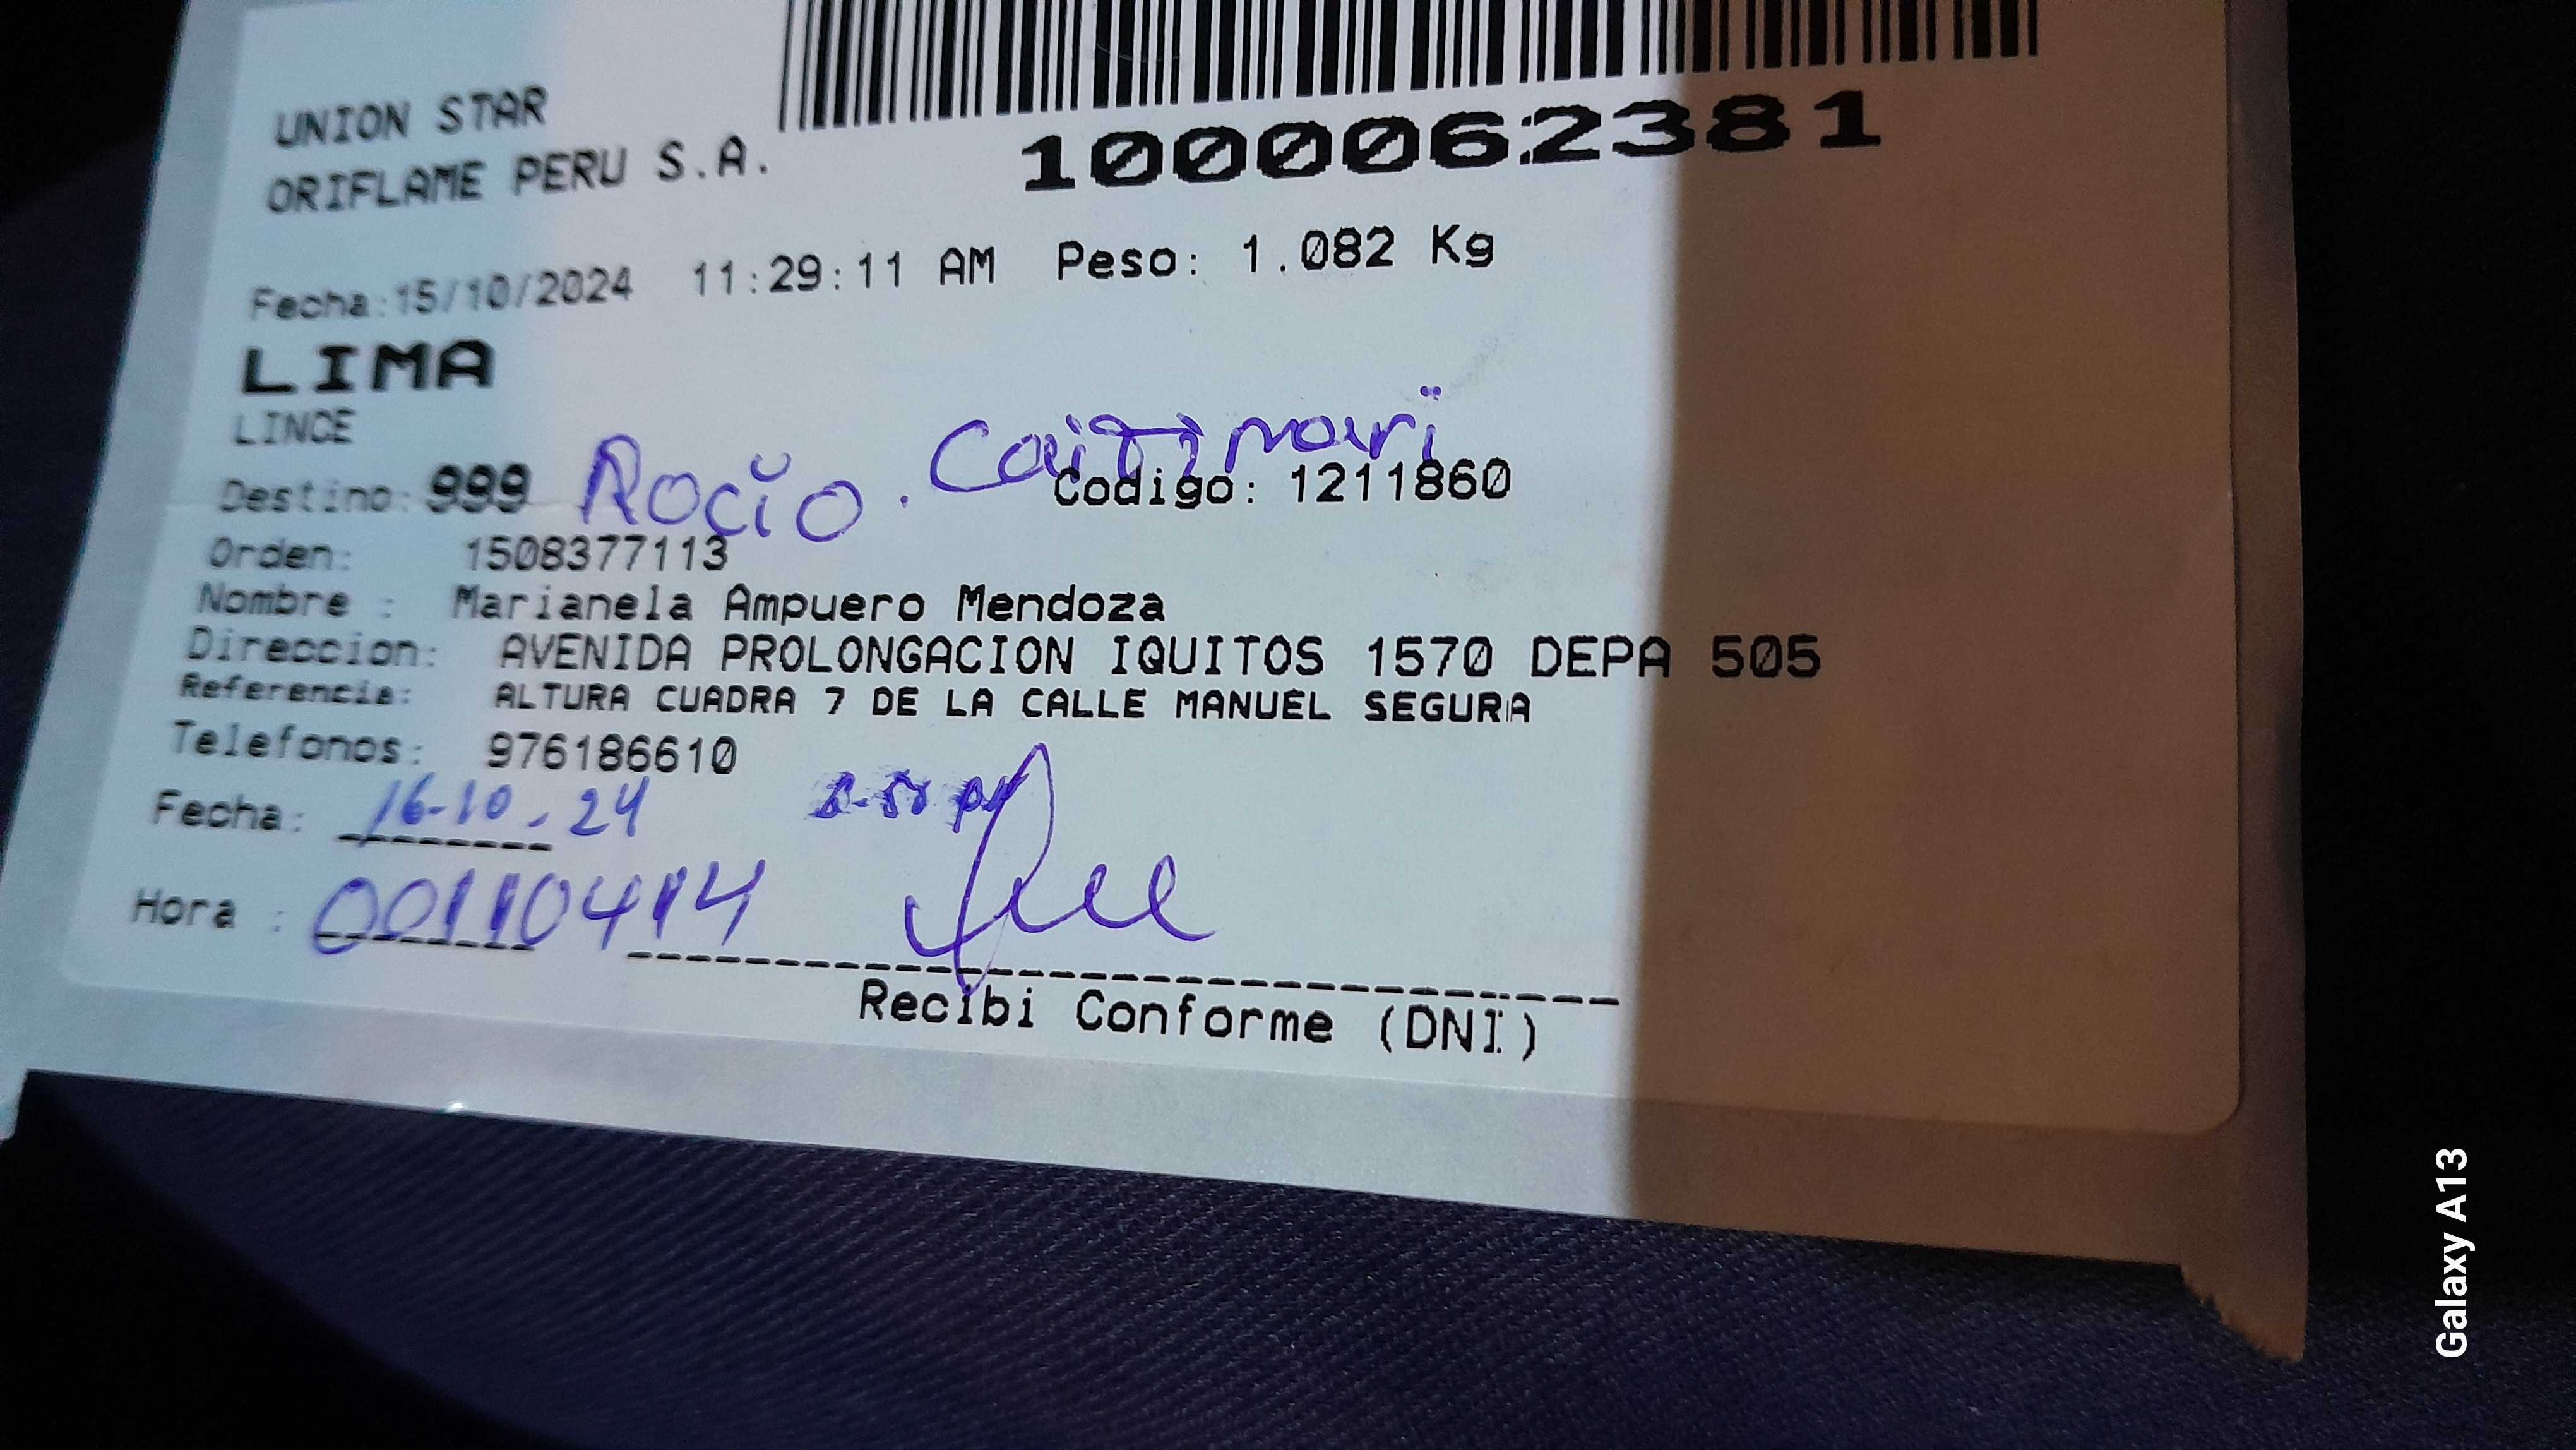 UNION STAR
ORIFLAME PERU S.A.
1000062381
Fecha:15/10/2024 11:29:11 AM Peso: 1.082 Kg
LIMA
LINCE
Rocío. Caitimari
Destino: 999 Codigo: 1211860
Orden: 1508377113
Nombre : Marianela Ampuero Mendoza
Direccion: AVENIDA PROLONGACION IQUITOS 1570 DEPA 505
Referencia: ALTURA CUADRA 7 DE LA CALLE MANUEL SEGURA
Telefonos: 976186610
Fecha: 16-10-24
Hora : 00110414
Recibi Conforme (DNI)
Galaxy A13